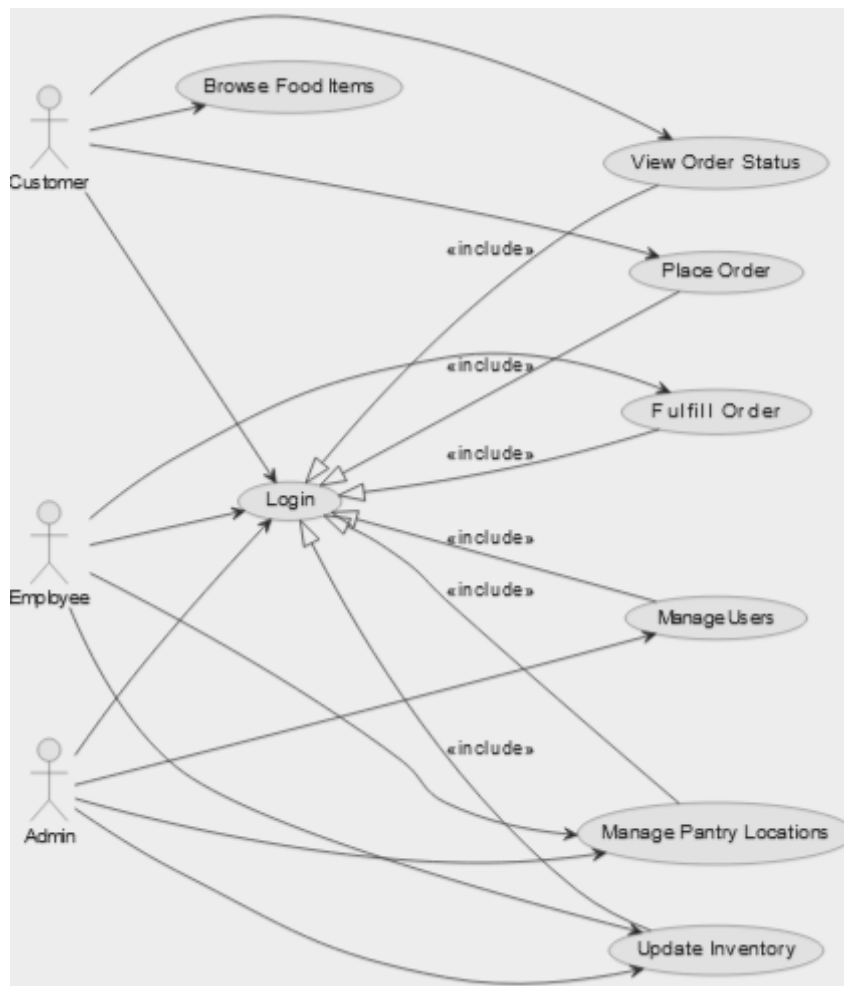 Browse Food Items
Customer
View Order Status
«include»
Place Order
«include»
Fulfill Order
«include»
Login
«include»
Employee
«include»
Manage Users
«include»
Admin
Manage Pantry Locations
Update Inventory